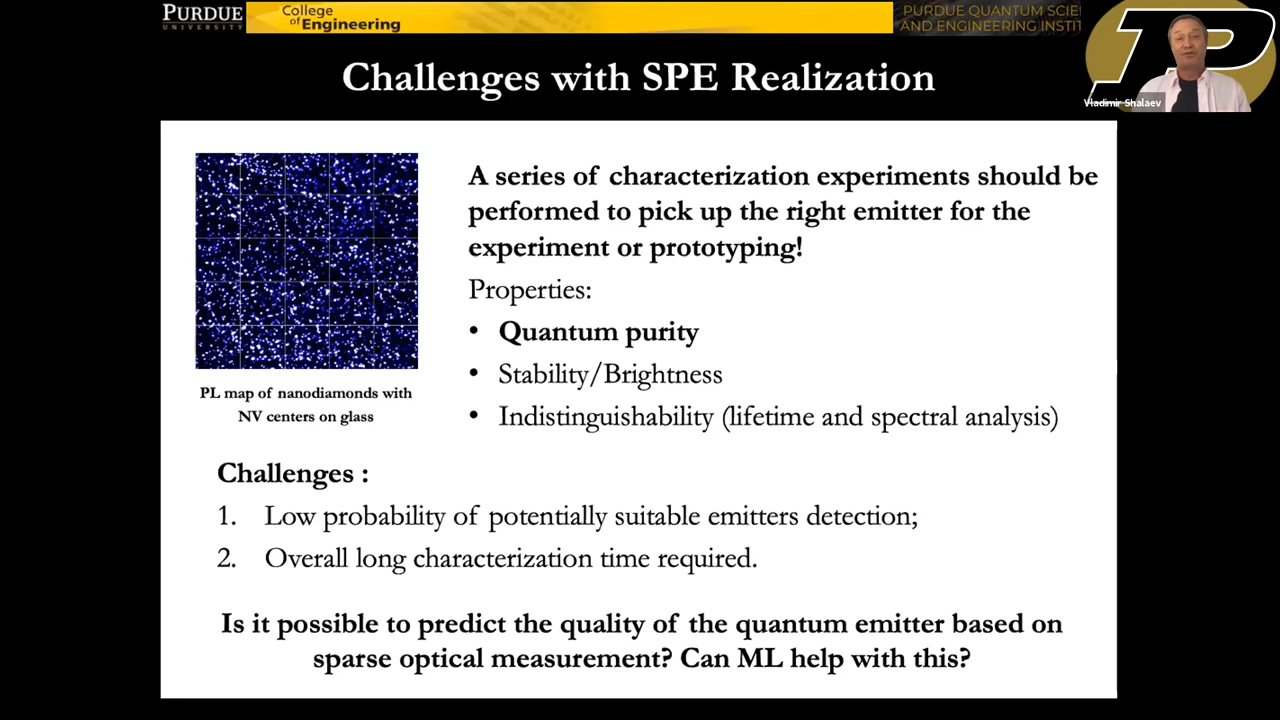 PURDUE
UNIVERSITY
College
of Engineering
PURDUE QUANTUM SCIE
AND ENGINEERING INSTIT
Challenges with SPE Realization
Vladimir Shalaev
A series of characterization experiments should be
performed to pick up the right emitter for the
experiment or prototyping!
Properties:
• Quantum purity
• Stability/Brightness
• Indistinguishability (lifetime and spectral analysis)
PL map of nanodiamonds with
NV centers on glass
Challenges :
1. Low probability of potentially suitable emitters detection;
2. Overall long characterization time required.
Is it possible to predict the quality of the quantum emitter based on
sparse optical measurement? Can ML help with this?